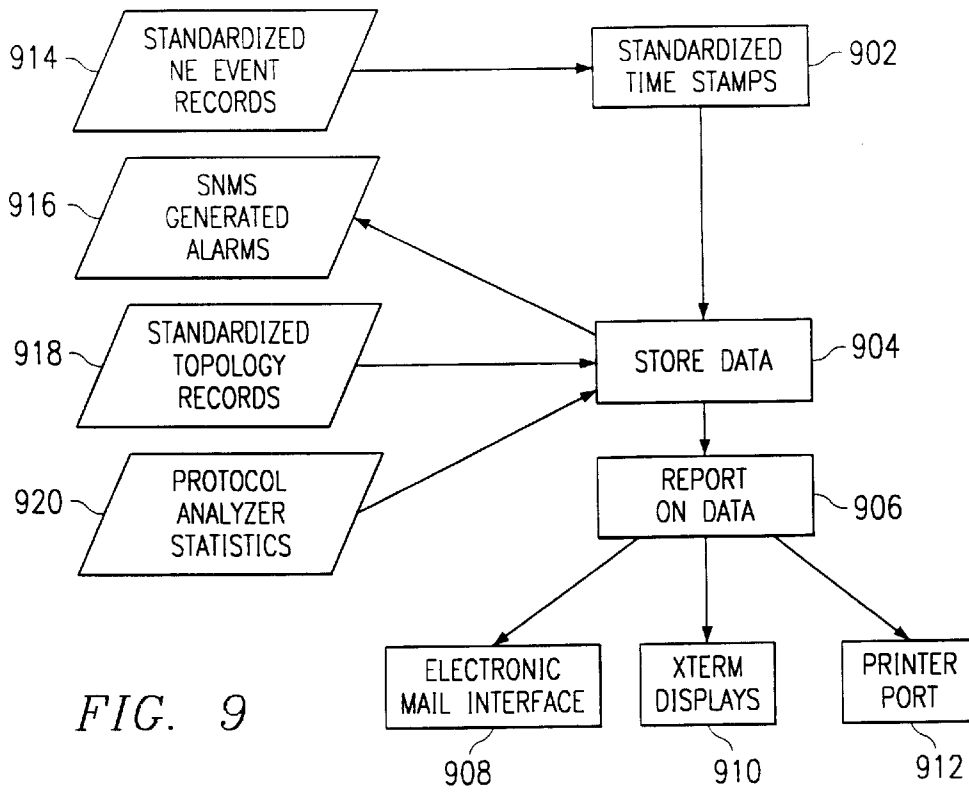 914
STANDARDIZED
NE EVENT
RECORDS
STANDARDIZED
TIME STAMPS
902
916
SNMS
GENERATED
ALARMS
918
STANDARDIZED
TOPOLOGY
RECORDS
STORE DATA
904
920
PROTOCOL
ANALYZER
STATISTICS
REPORT
ON DATA
906
ELECTRONIC
MAIL INTERFACE
908
XTERM
DISPLAYS
910
PRINTER
PORT
912
FIG. 9